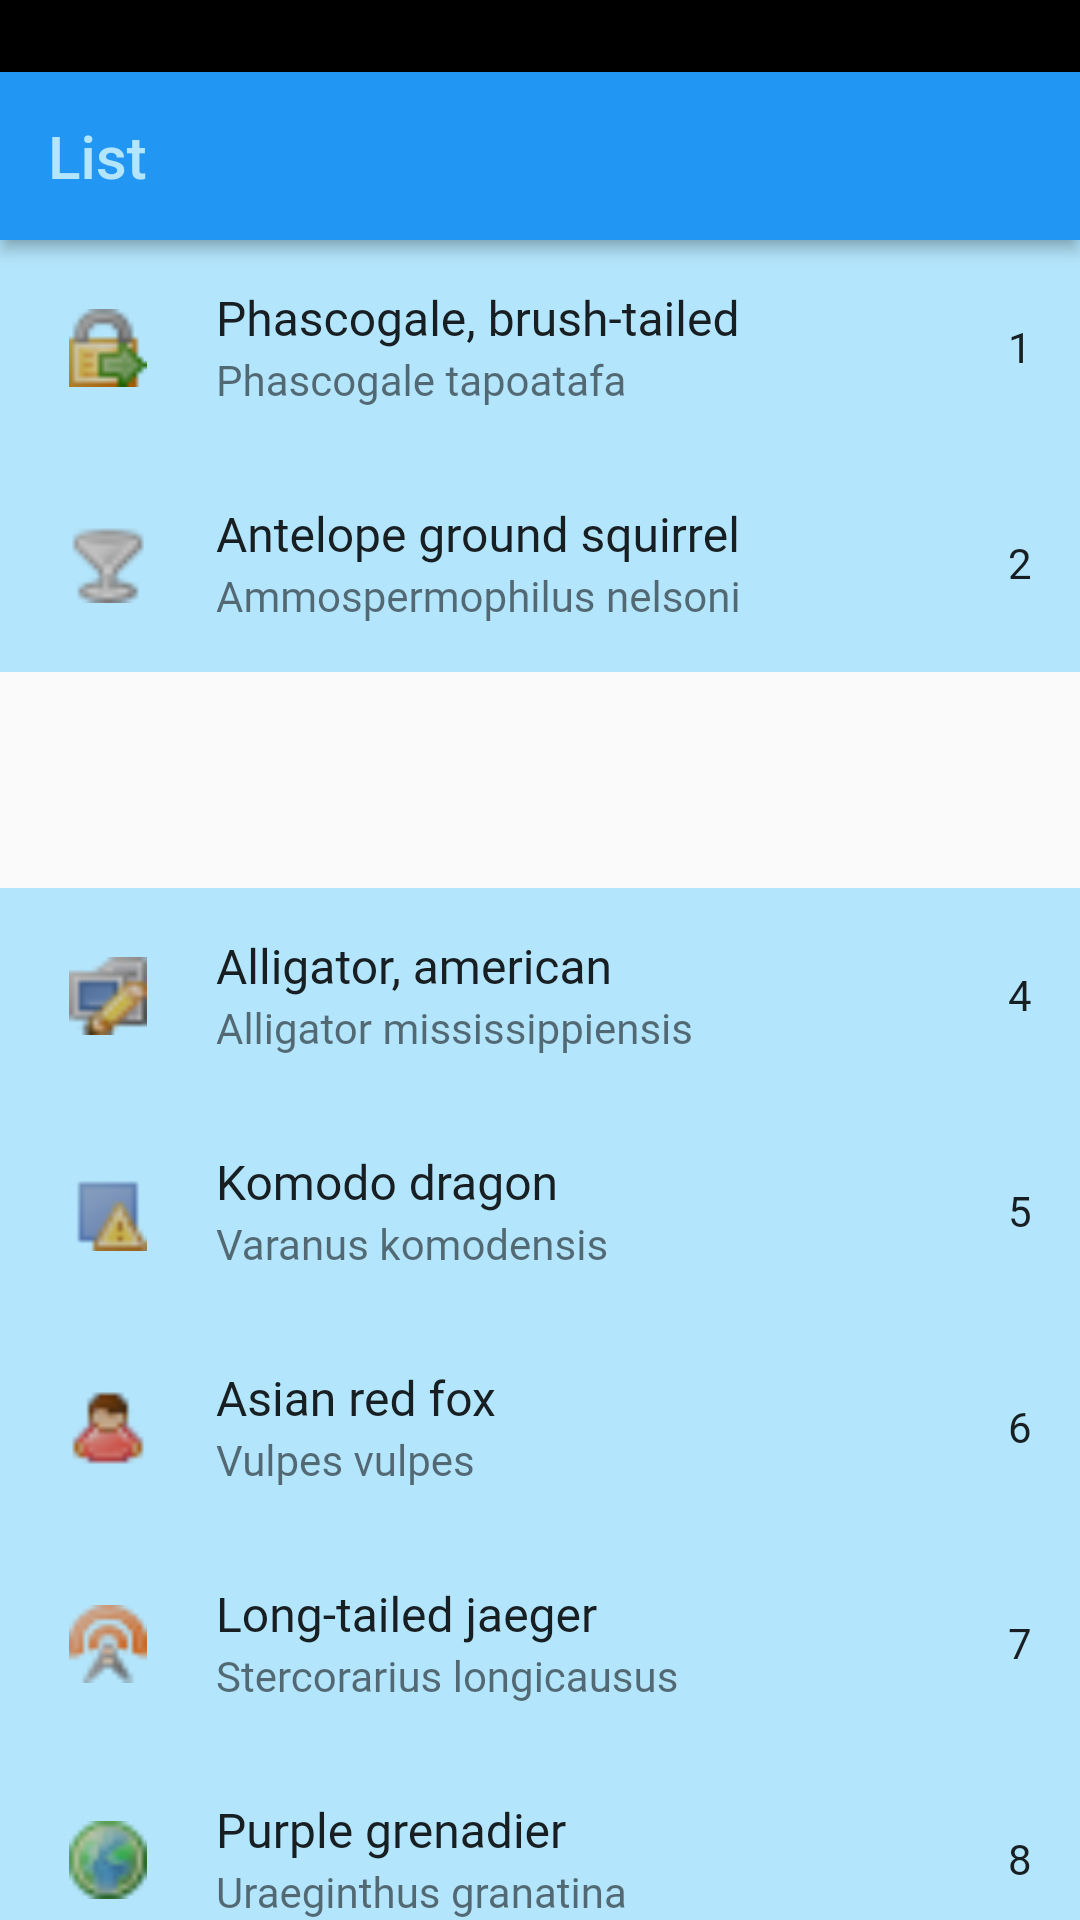 List
Phascogale, brush-tailed
Phascogale tapoatafa
1
Antelope ground squirrel
Ammospermophilus nelsoni
2
Alligator, american
Alligator mississippiensis
4
Komodo dragon
Varanus komodensis
5
Asian red fox
Vulpes vulpes
6
Long-tailed jaeger
Stercorarius longicausus
7
Purple grenadier
Uraeginthus granatina
8